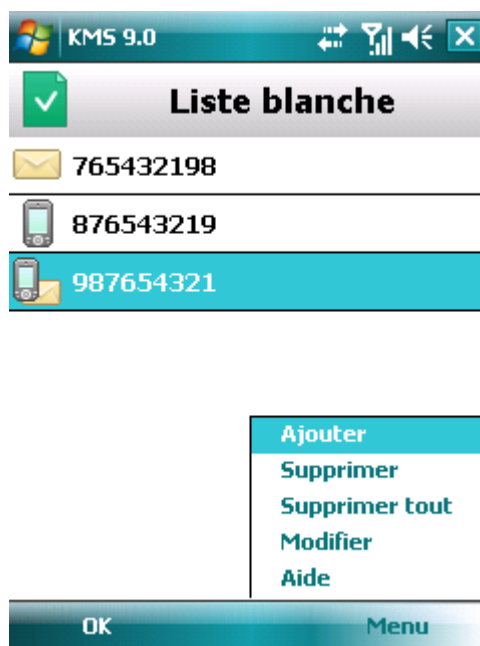 KMS 9.0
Liste blanche
765432198
876543219
987654321
Ajouter
Supprimer
Supprimer tout
Modifier
Aide
OK
Menu